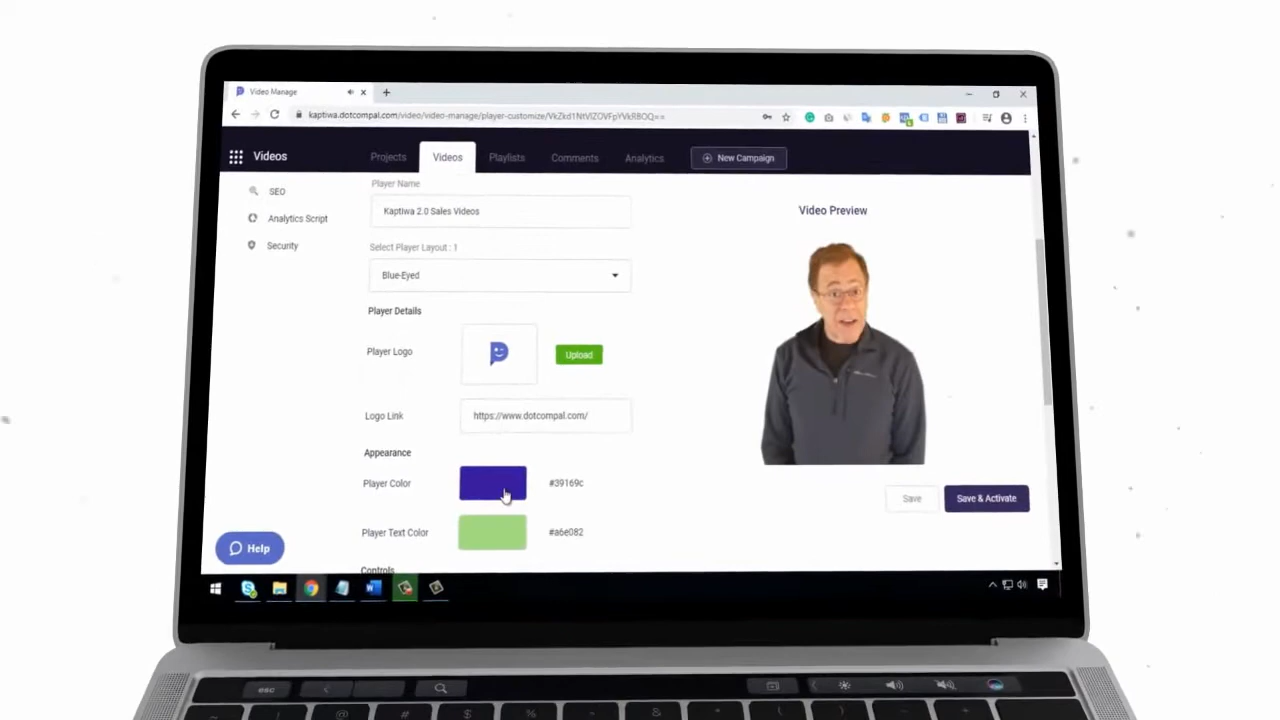 Video Manage
kaptiwa.dotcompal.com/video/video-manage/player-customize/VkZkd1NtVlZOVFpYVkRBOQ==
Videos
Projects
Videos
Playlists
Comments
Analytics
New Campaign
SEO
Analytics Script
Security
Player Name
Kaptiwa 2.0 Sales Videos
Select Player Layout : 1
Blue-Eyed
Player Details
Player Logo
Upload
Logo Link
https://www.dotcompal.com/
Appearance
Player Color
#39169c
Player Text Color
#a6e082
Controls
Video Preview
Save
Save & Activate
Help
esc